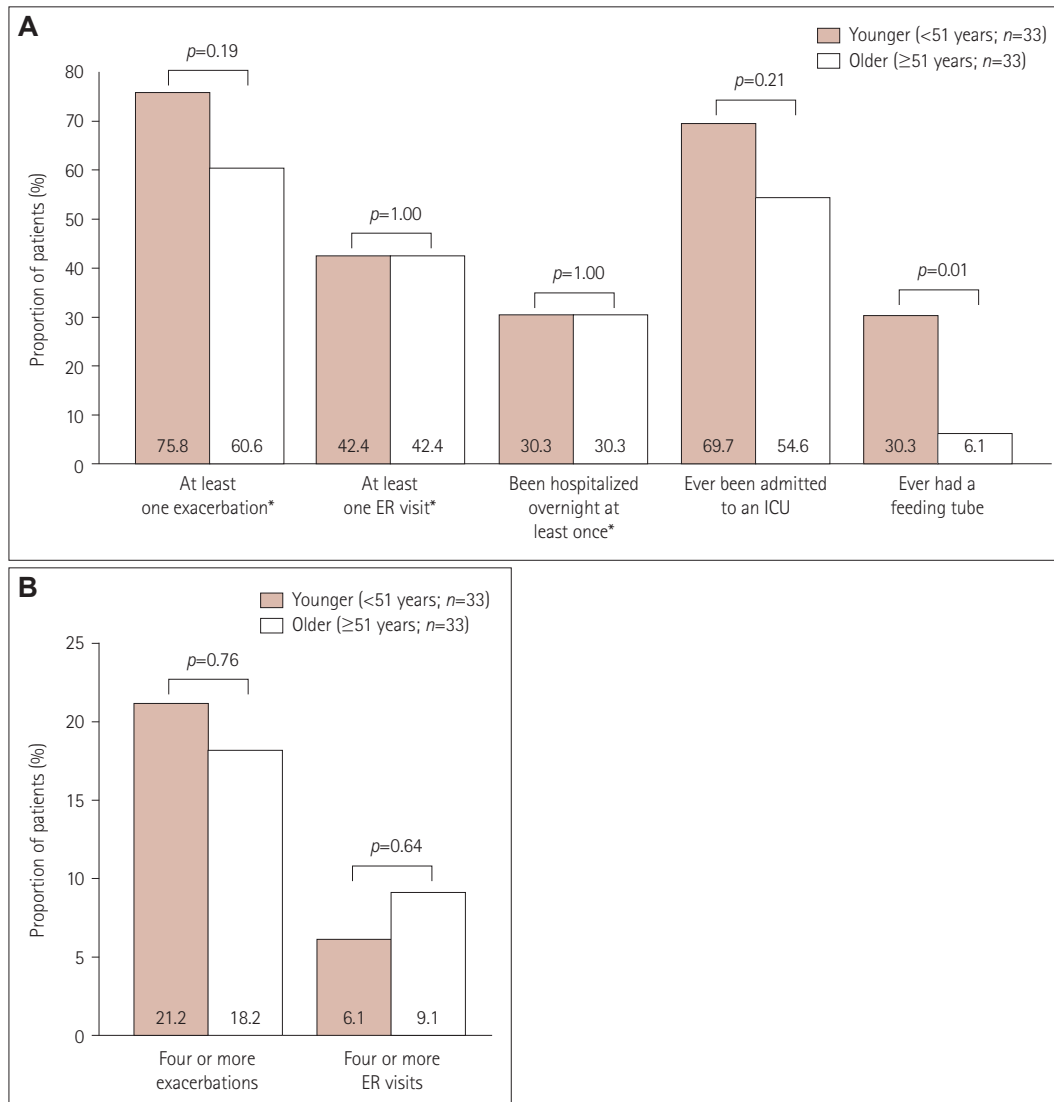 A
Younger (<51 years; n=33)
Older (≥51 years; n=33)
Proportion of patients (%)
80
70
60
50
40
30
20
10
0
p=0.19
p=1.00
p=1.00
p=0.21
p=0.01
75.8
60.6
42.4
42.4
30.3
30.3
69.7
54.6
30.3
6.1
At least
one exacerbation*
At least
one ER visit*
Been hospitalized
overnight at
least once*
Ever been admitted
to an ICU
Ever had a
feeding tube
B
Younger (<51 years; n=33)
Older (≥51 years; n=33)
Proportion of patients (%)
25
20
15
10
5
0
p=0.76
p=0.64
21.2
18.2
6.1
9.1
Four or more
exacerbations
Four or more
ER visits